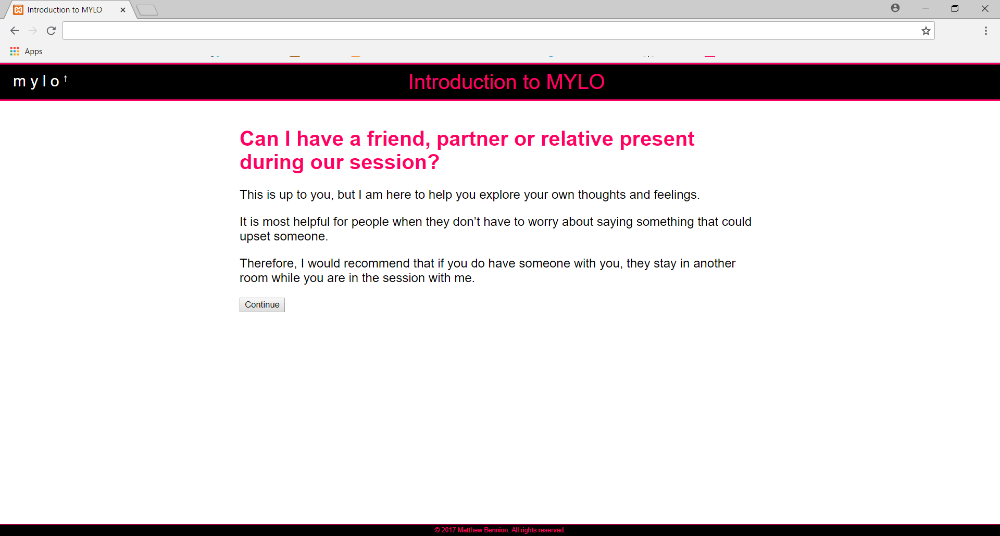 Introduction to MYLO
Apps
mylo↑
Introduction to MYLO
Can I have a friend, partner or relative present
during our session?
This is up to you, but I am here to help you explore your own thoughts and feelings.
It is most helpful for people when they don’t have to worry about saying something that could
upset someone.
Therefore, I would recommend that if you do have someone with you, they stay in another
room while you are in the session with me.
Continue
© 2017 Matthew Bennion. All rights reserved.